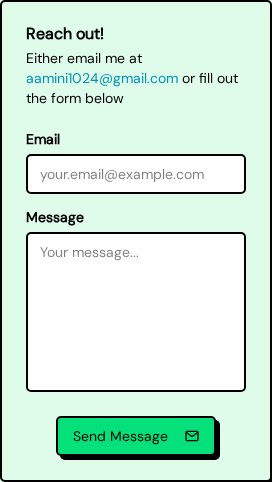 Reach out!
Either email me at
aamini1024@gmail.com or fill out
the form below
Email
your.email@example.com
Message
Your message...
Send Message